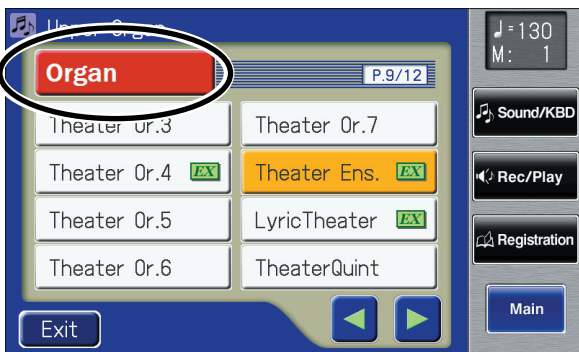 Upper Organ
Organ
P.9/12
Theater Or.3
Theater Or.7
Theater Or.4 EX
Theater Ens. EX
Theater Or.5
LyricTheater EX
Theater Or.6
TheaterQuint
Exit
♩=130
M: 1
Sound/KBD
Rec/Play
Registration
Main